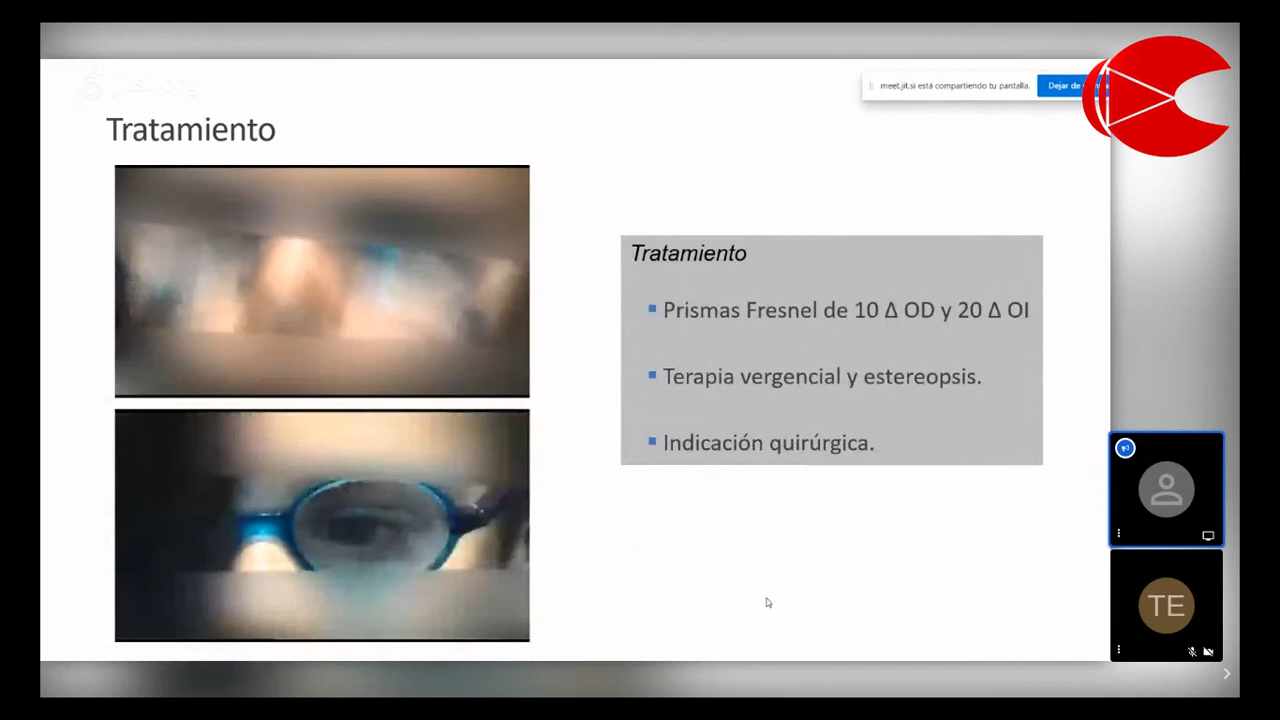 meet.jit.si está compartiendo tu pantalla.
Dejar de
Tratamiento
Tratamiento
Prismas Fresnel de 10 Δ OD y 20 Δ OI
Terapia vergencial y estereopsis.
Indicación quirúrgica.
TE